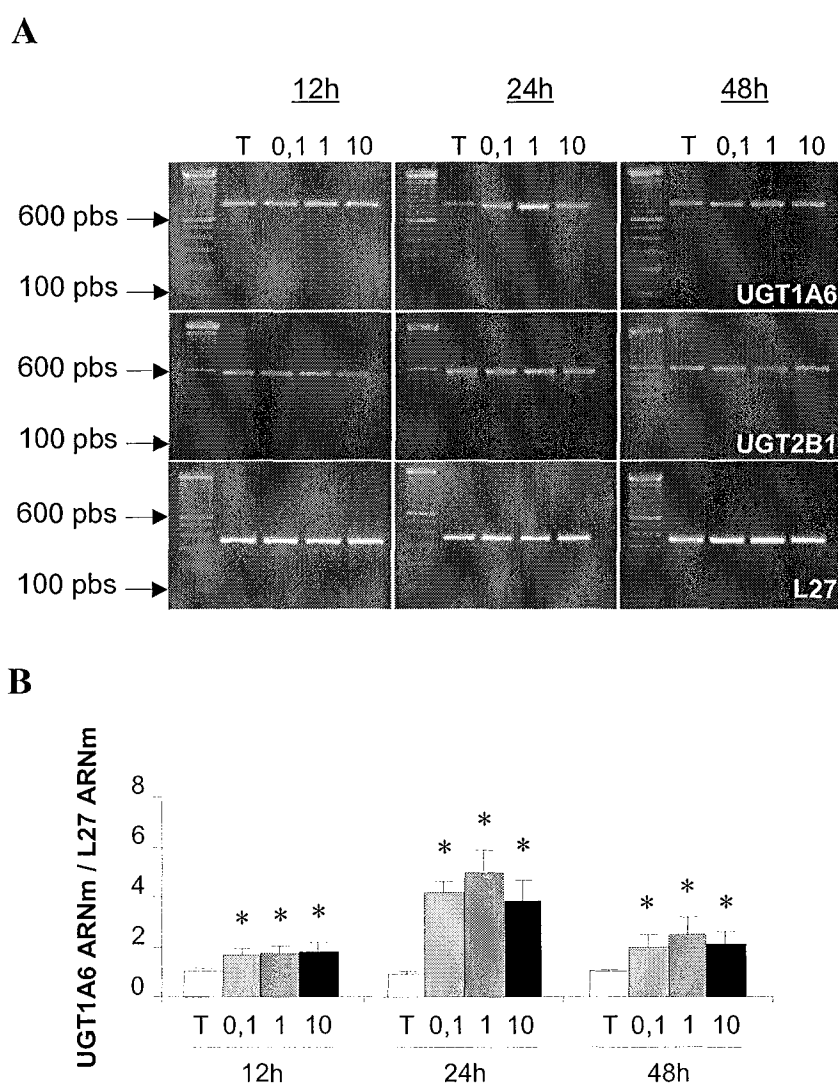 A
12h 24h 48h
T 0,1 1 10 T 0,1 1 10 T 0,1 1 10
600 pbs
100 pbs
UGT1A6
600 pbs
100 pbs
UGT2B1
600 pbs
100 pbs
L27
B
UGT1A6 ARNm / L27 ARNm
8
6
4
2
0
* * * * * * * * *
T 0,1 1 10 T 0,1 1 10 T 0,1 1 10
12h 24h 48h